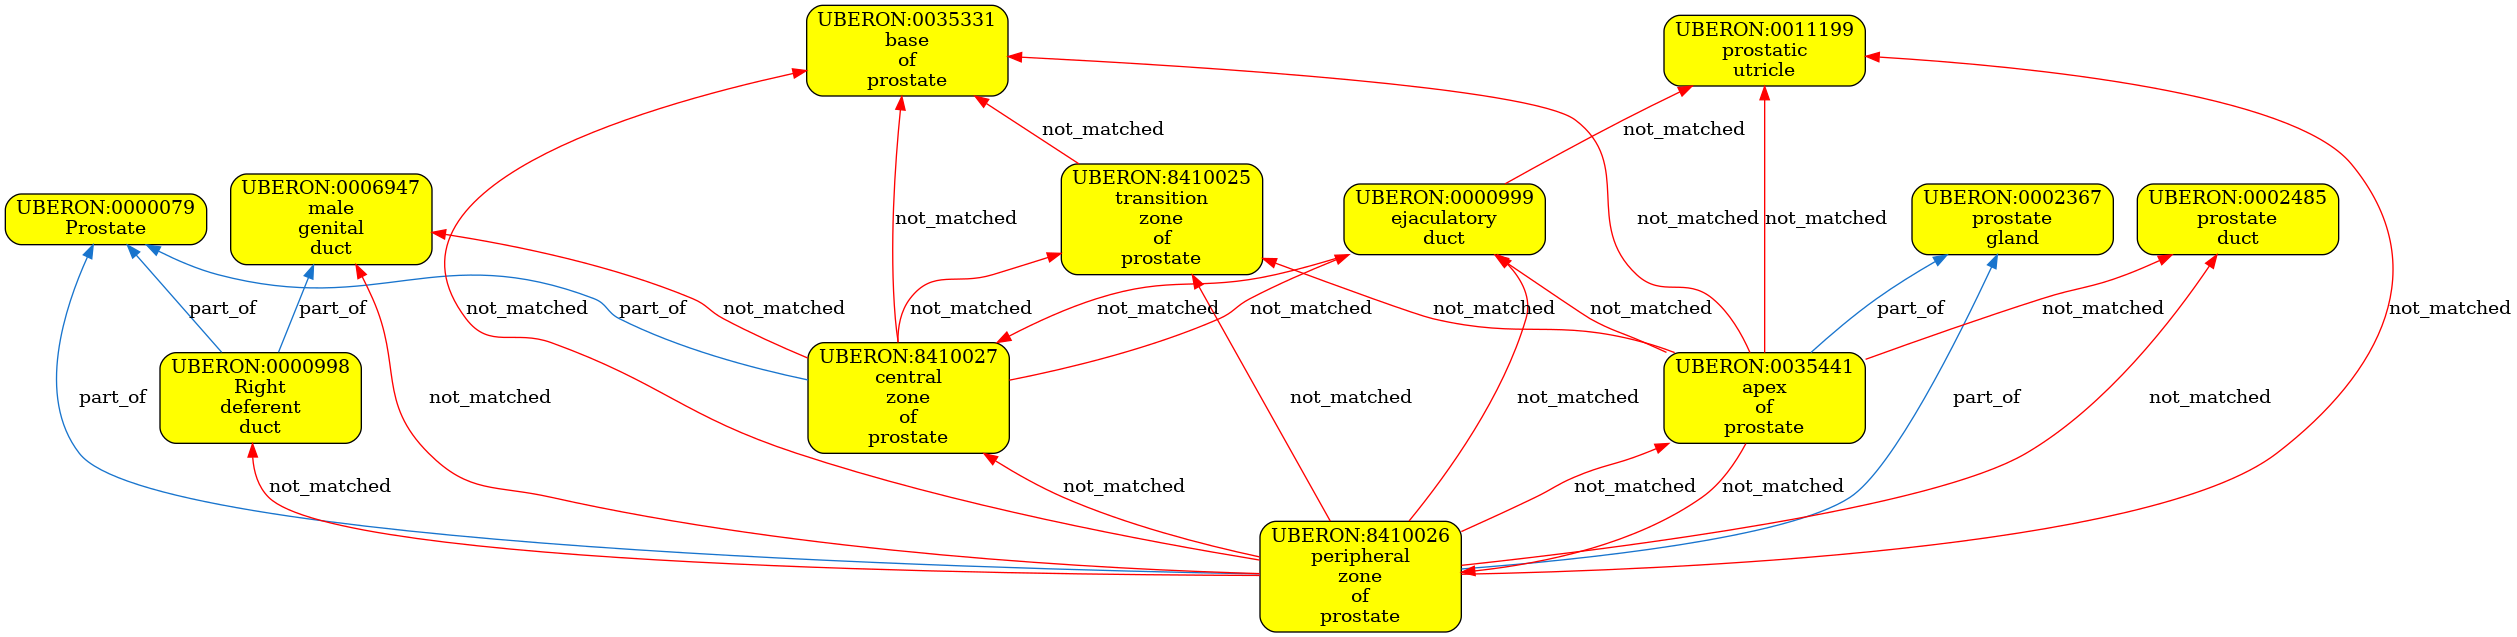 UBERON:0035331
base
of
prostate
UBERON:0011199
prostatic
utricle
not_matched
not_matched
UBERON:0000079
Prostate
UBERON:0006947
male
genital
duct
UBERON:8410025
transition
zone
of
prostate
UBERON:0000999
ejaculatory
duct
UBERON:0002367
prostate
gland
UBERON:0002485
prostate
duct
not_matched
not_matched
not_matched
part_of
part_of
not_matched
part_of
not_matched
not_matched
not_matched
not_matched
not_matched
not_matched
part_of
not_matched
not_matched
UBERON:0000998
Right
deferent
duct
UBERON:8410027
central
zone
of
prostate
UBERON:0035441
apex
of
prostate
part_of
not_matched
not_matched
not_matched
part_of
not_matched
not_matched
not_matched
not_matched
not_matched
UBERON:8410026
peripheral
zone
of
prostate